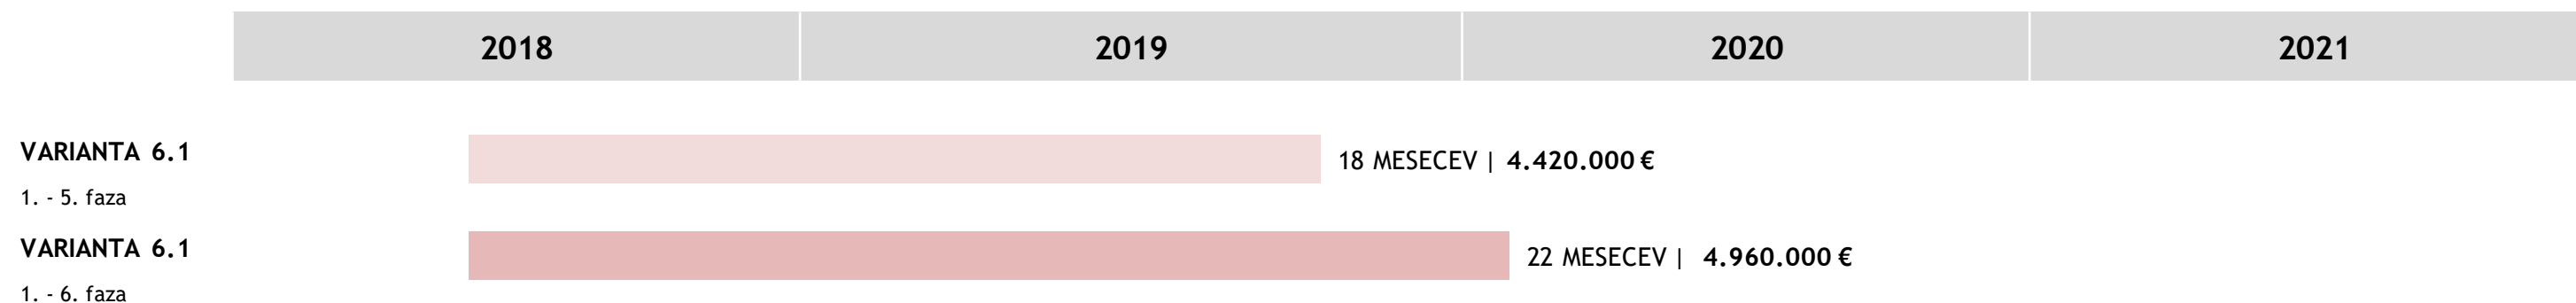 2018 2019 2020 2021
VARIANTA 6.1
18 MESECEV | 4.420.000 €
1. - 5. faza
VARIANTA 6.1
22 MESECEV | 4.960.000 €
1. - 6. faza